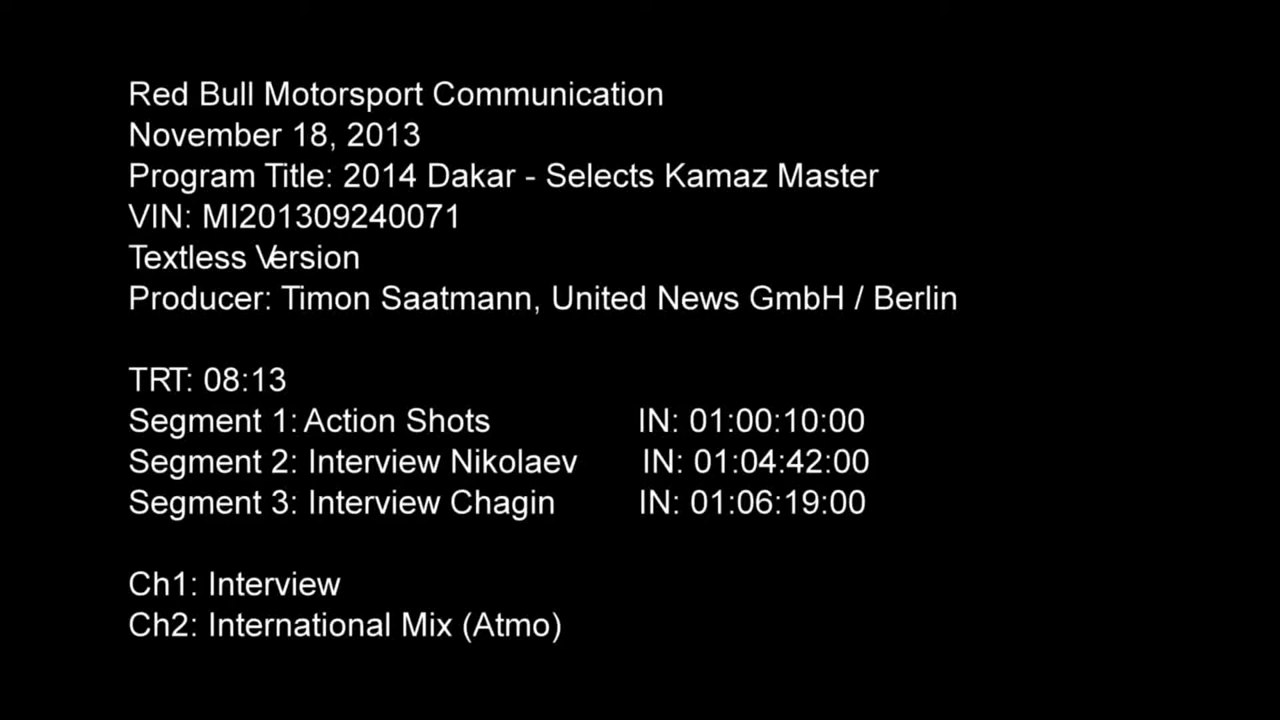 Red Bull Motorsport Communication
November 18, 2013
Program Title: 2014 Dakar - Selects Kamaz Master
VIN: MI201309240071
Textless Version
Producer: Timon Saatmann, United News GmbH / Berlin
TRT: 08:13
Segment 1: Action Shots IN: 01:00:10:00
Segment 2: Interview Nikolaev IN: 01:04:42:00
Segment 3: Interview Chagin IN: 01:06:19:00
Ch1: Interview
Ch2: International Mix (Atmo)